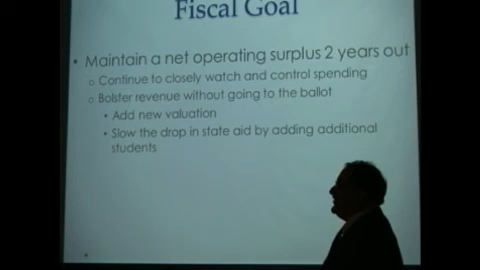 Fiscal Goal
• Maintain a net operating surplus 2 years out
o Continue to closely watch and control spending
o Bolster revenue without going to the ballot
• Add new valuation
• Slow the drop in state aid by adding additional
students